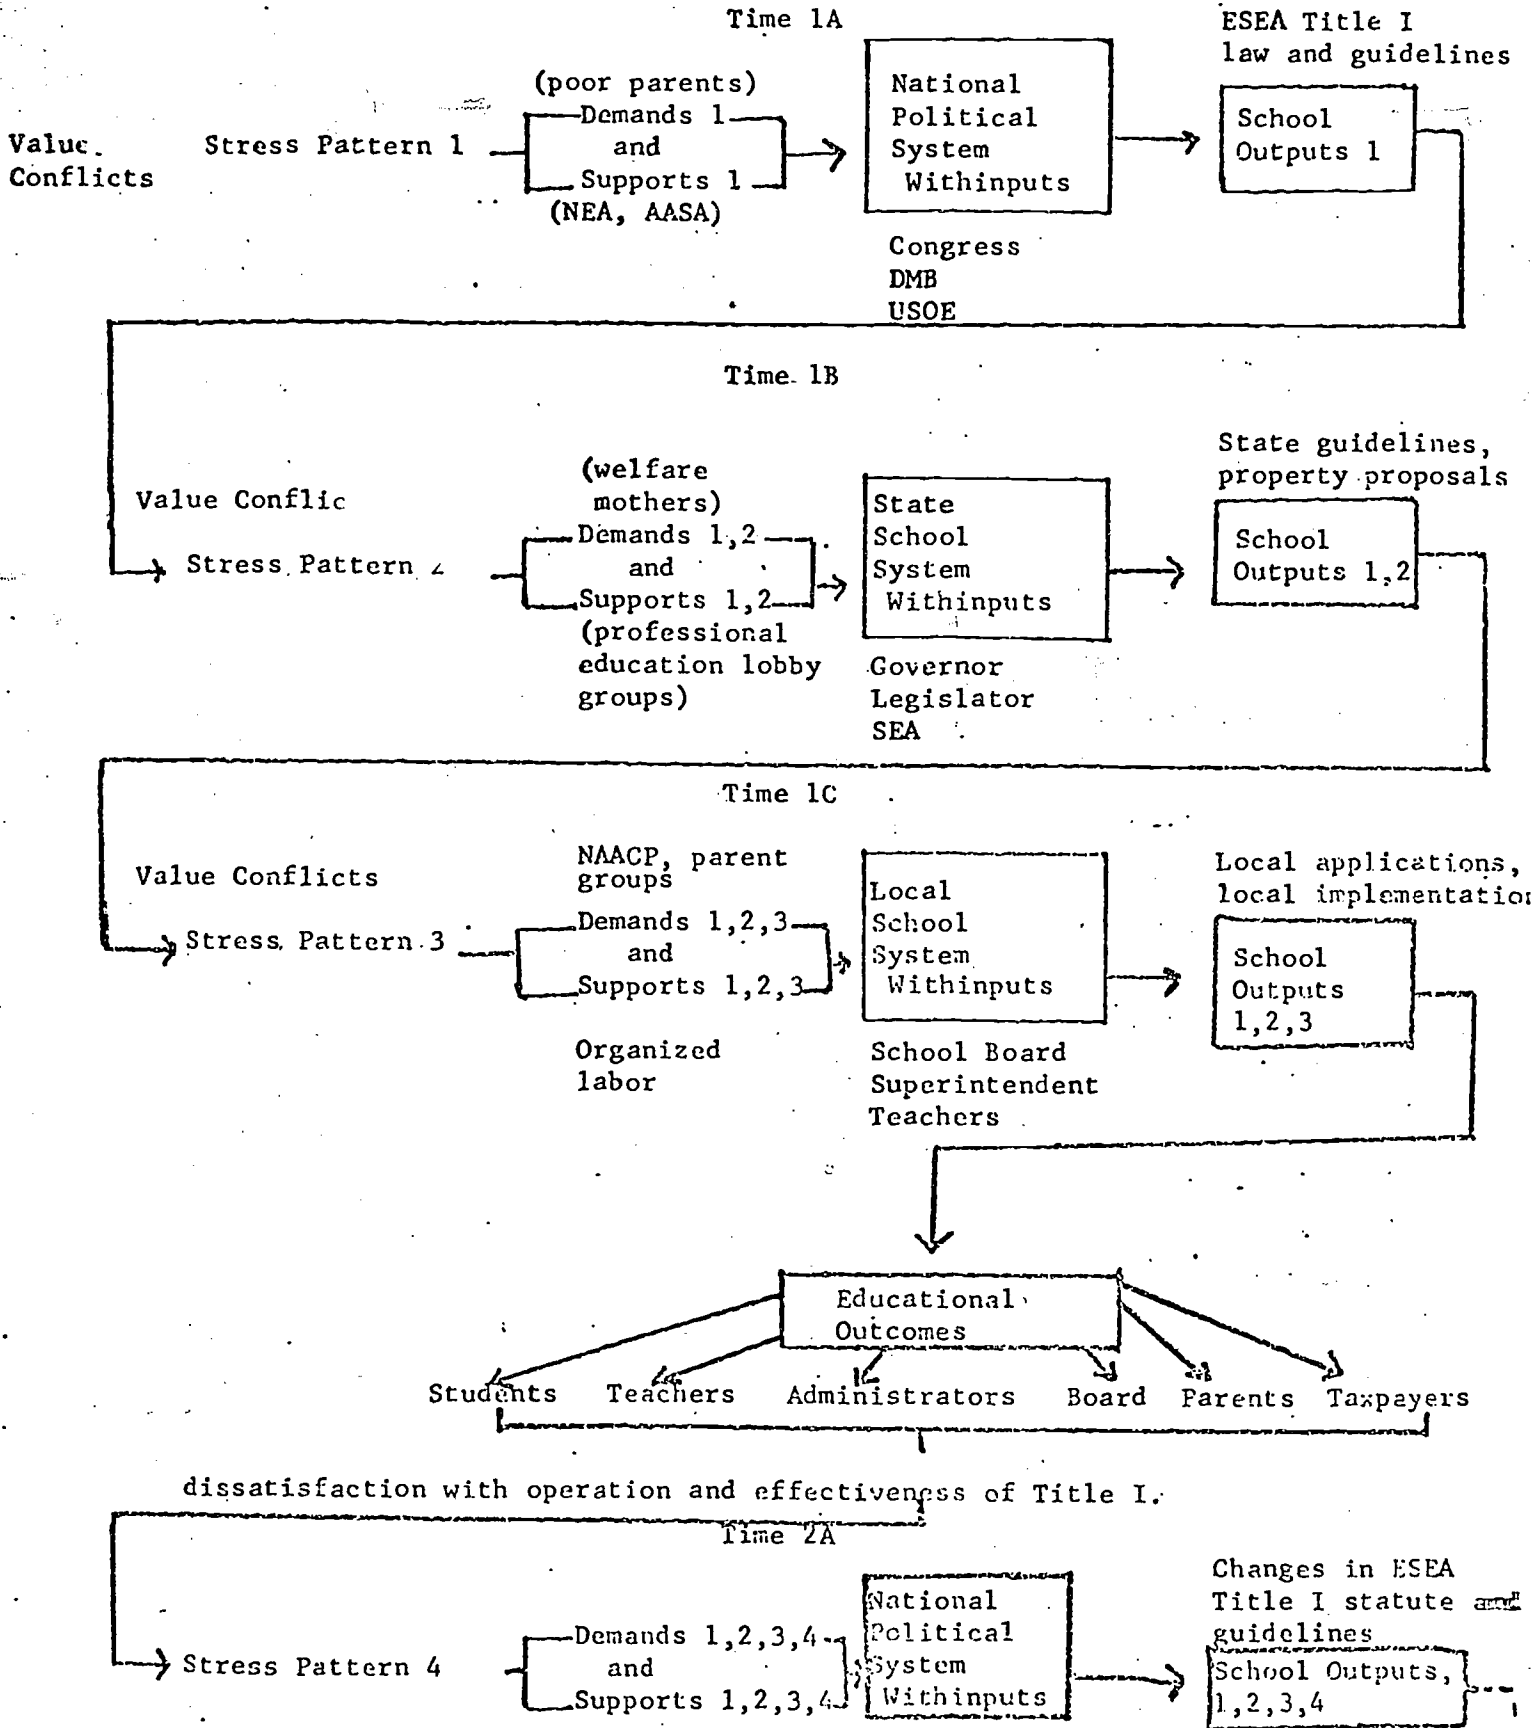 Time 1A
ESEA Title I
law and guidelines
(poor parents)
Demands 1
and
Supports 1
(NEA, AASA)
Value.
Conflicts
Stress Pattern 1
National
Political
System
Withinputs
Congress
DMB
USOE
School
Outputs 1
Time 1B
State guidelines,
property proposals
(welfare
mothers)
Demands 1,2
and
Supports 1,2
(professional
education lobby
groups)
Value Conflic
Stress Pattern
State
School
System
Withinputs
Governor
Legislator
SEA
School
Outputs 1,2
Time 1C
NAACP, parent
groups
Demands 1,2,3
and
Supports 1,2,3
Organized
labor
Value Conflicts
Stress Pattern 3
Local
School
System
Withinputs
School Board
Superintendent
Teachers
Local applications,
local implementation
School
Outputs
1,2,3
Educational
Outcomes
Students Teachers Administrators Board Parents Taxpayers
dissatisfaction with operation and effectiveness of Title I.
Time 2A
Stress Pattern 4
Demands 1,2,3,4
and
Supports 1,2,3,4
National
Political
System
Withinputs
Changes in ESEA
Title I statute and
guidelines
School Outputs,
1,2,3,4